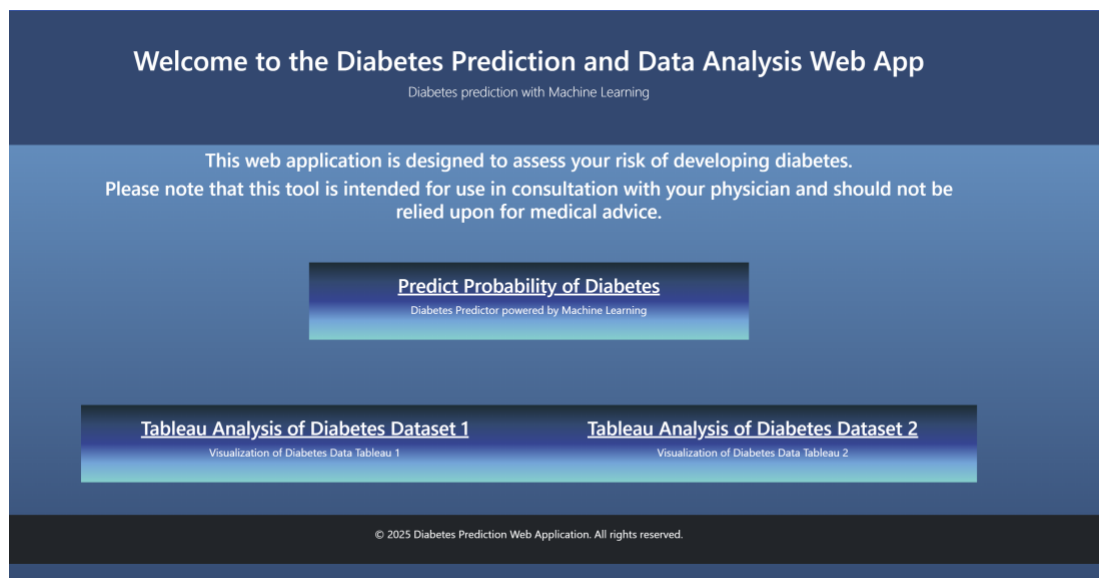 Welcome to the Diabetes Prediction and Data Analysis Web App
Diabetes prediction with Machine Learning
This web application is designed to assess your risk of developing diabetes.
Please note that this tool is intended for use in consultation with your physician and should not be
relied upon for medical advice.
Predict Probability of Diabetes
Diabetes Predictor powered by Machine Learning
Tableau Analysis of Diabetes Dataset 1
Visualization of Diabetes Data Tableau 1
Tableau Analysis of Diabetes Dataset 2
Visualization of Diabetes Data Tableau 2
© 2025 Diabetes Prediction Web Application. All rights reserved.